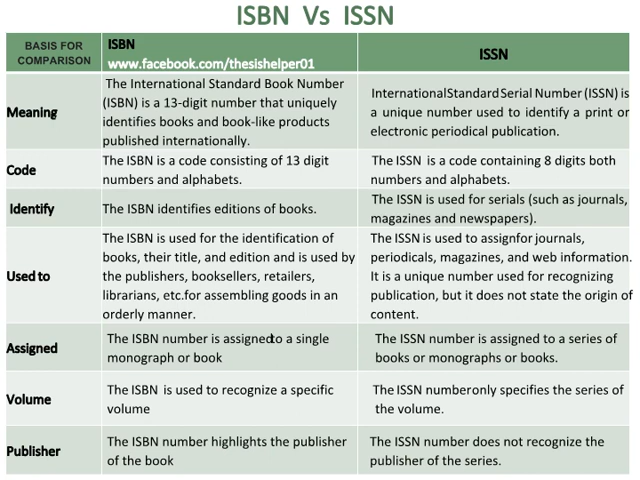 ISBN Vs ISSN
BASIS FOR
COMPARISON
ISBN
www.facebook.com/thesishelper01
ISSN
Meaning
The International Standard Book Number
(ISBN) is a 13-digit number that uniquely
identifies books and book-like products
published internationally.
InternationalStandardSerial Number (ISSN) is
a unique number used to identify a print or
electronic periodical publication.
Code
The ISBN is a code consisting of 13 digit
numbers and alphabets.
The ISSN is a code containing 8 digits both
numbers and alphabets.
Identify
The ISBN identifies editions of books.
The ISSN is used for serials (such as journals,
magazines and newspapers).
Used to
The ISBN is used for the identification of
books, their title, and edition and is used by
the publishers, booksellers, retailers,
librarians, etc.for assembling goods in an
orderly manner.
The ISSN is used to assignfor journals,
periodicals, magazines, and web information.
It is a unique number used for recognizing
publication, but it does not state the origin of
content.
Assigned
The ISBN number is assignedto a single
monograph or book
The ISSN number is assigned to a series of
books or monographs or books.
Volume
The ISBN is used to recognize a specific
volume
The ISSN numberonly specifies the series of
the volume.
Publisher
The ISBN number highlights the publisher
of the book
The ISSN number does not recognize the
publisher of the series.